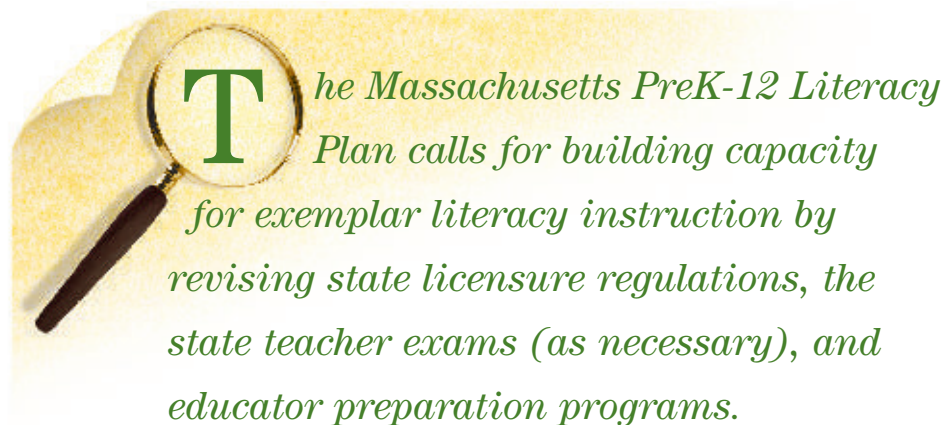 The Massachusetts PreK-12 Literacy
Plan calls for building capacity
for exemplar literacy instruction by
revising state licensure regulations, the
state teacher exams (as necessary), and
educator preparation programs.